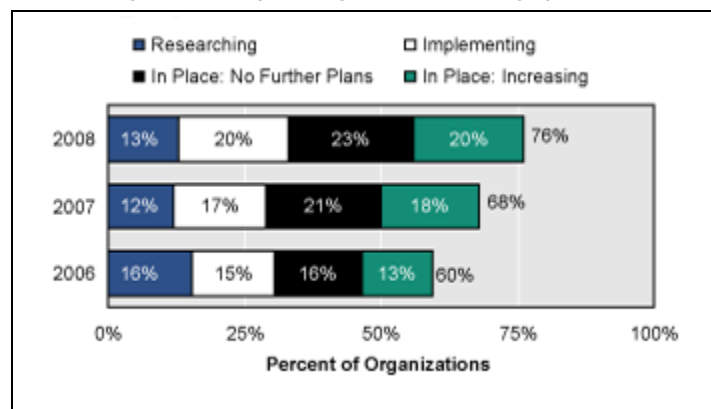 Researching
Implementing
In Place: No Further Plans
In Place: Increasing
2008 13% 20% 23% 20% 76%
2007 12% 17% 21% 18% 68%
2006 16% 15% 16% 13% 60%
0% 25% 50% 75% 100%
Percent of Organizations